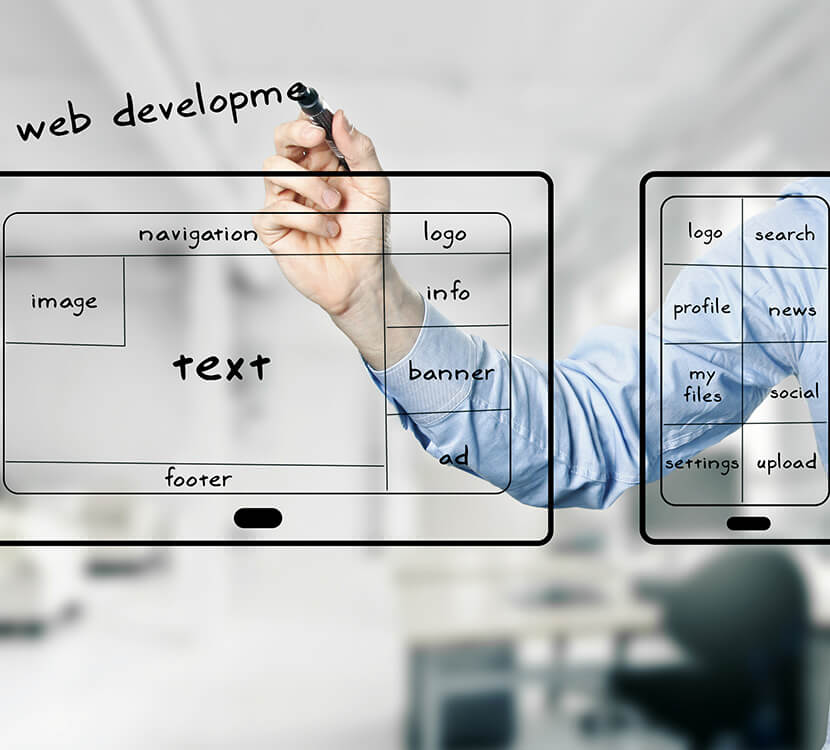 web developme
navigation
logo
image
info
text
banner
ad
footer
logo search
profile news
my
files
social
settings upload